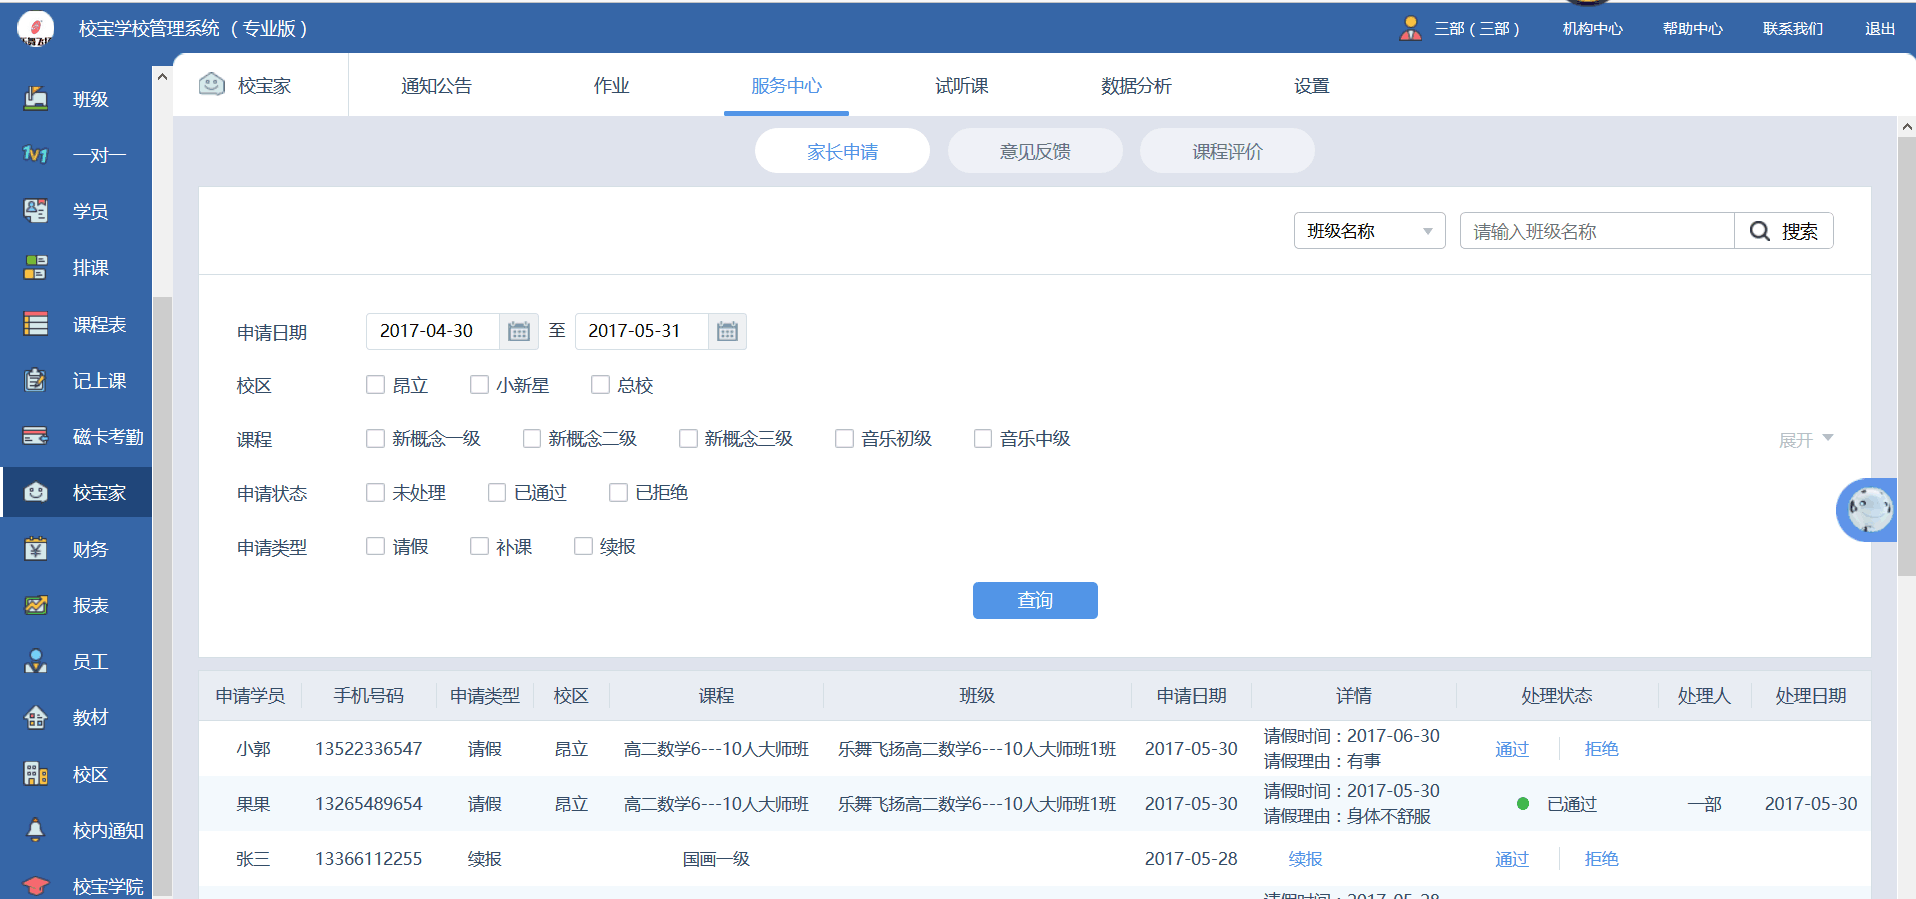 校宝学校管理系统 ( 专业版 )
三部 ( 三部 )
机构中心
帮助中心
联系我们
退出
班级
1v1
一对一
学员
排课
课程表
记上课
磁卡考勤
校宝家
财务
报表
员工
教材
校区
校内通知
校宝学院
校宝家
通知公告
作业
服务中心
试听课
数据分析
设置
家长申请
意见反馈
课程评价
班级名称
请输入班级名称
搜索
申请日期 2017-04-30 至 2017-05-31
校区 昂立 小新星 总校
课程 新概念一级 新概念二级 新概念三级 音乐初级 音乐中级 展开
申请状态 未处理 已通过 已拒绝
申请类型 请假 补课 续报
查询
申请学员 手机号码 申请类型 校区 课程 班级 申请日期 详情 处理状态 处理人 处理日期
小郭 13522336547 请假 昂立 高二数学6---10人大师班 乐舞飞扬高二数学6---10人大师班1班 2017-05-30 请假时间：2017-06-30
请假理由：有事 通过 拒绝
果果 13265489654 请假 昂立 高二数学6---10人大师班 乐舞飞扬高二数学6---10人大师班1班 2017-05-30 请假时间：2017-05-30
请假理由：身体不舒服 已通过 一部 2017-05-30
张三 13366112255 续报 国画一级 2017-05-28 续报 通过 拒绝
请假时间：2017-05-28